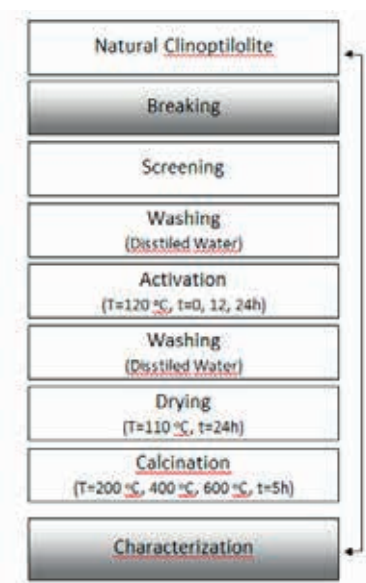 Natural Clinoptilolite
Breaking
Screening
Washing
(Disstiled Water)
Activation
(T=120 °C, t=0, 12, 24h)
Washing
(Disstiled Water)
Drying
(T=110 °C, t=24h)
Calcination
(T=200 °C, 400 °C, 600 °C, t=5h)
Characterization